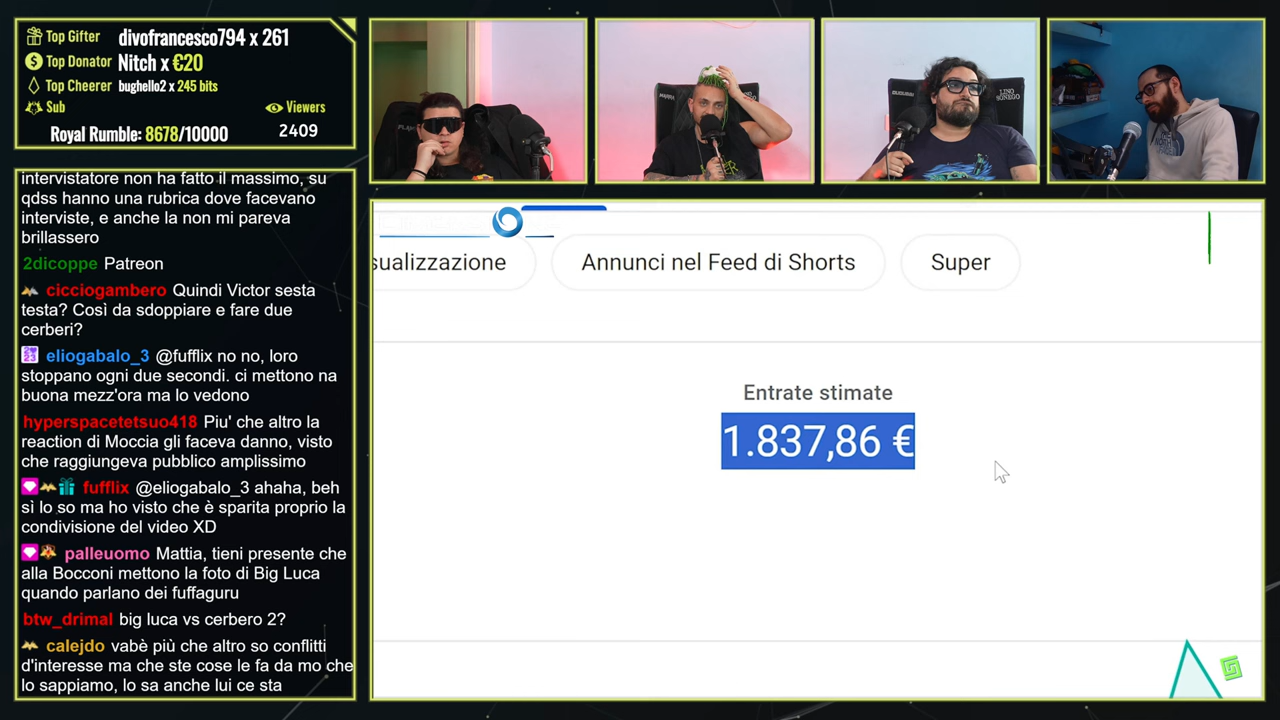 Top Gifter divofrancesco794 x 261
Top Donator Nitch x €20
Top Cheerer bughello2 x 245 bits
Sub Viewers
Royal Rumble: 8678/10000 2409
intervistatore non ha fatto il massimo, su
qdss hanno una rubrica dove facevano
interviste, e anche la non mi pareva
brillassero
2dicoppe Patreon
cicciogambero Quindi Victor sesta
testa? Così da sdoppiare e fare due
cerberi?
eliogabalo_3 @fufflix no no, loro
stoppano ogni due secondi. ci mettono na
buona mezz'ora ma lo vedono
hyperspacetetsuo418 Piu' che altro la
reaction di Moccia gli faceva danno, visto
che raggiungeva pubblico amplissimo
fufflix @eliogabalo_3 ahaha, beh
sì lo so ma ho visto che è sparita proprio la
condivisione del video XD
palleuomo Mattia, tieni presente che
alla Bocconi mettono la foto di Big Luca
quando parlano dei fuffaguru
btw_drimal big luca vs cerbero 2?
calejdo vabè più che altro so conflitti
d'interesse ma che ste cose le fa da mo che
lo sappiamo, lo sa anche lui ce sta
LINO
SONEGO
sualizzazione
Annunci nel Feed di Shorts
Super
Entrate stimate
1.837,86 €